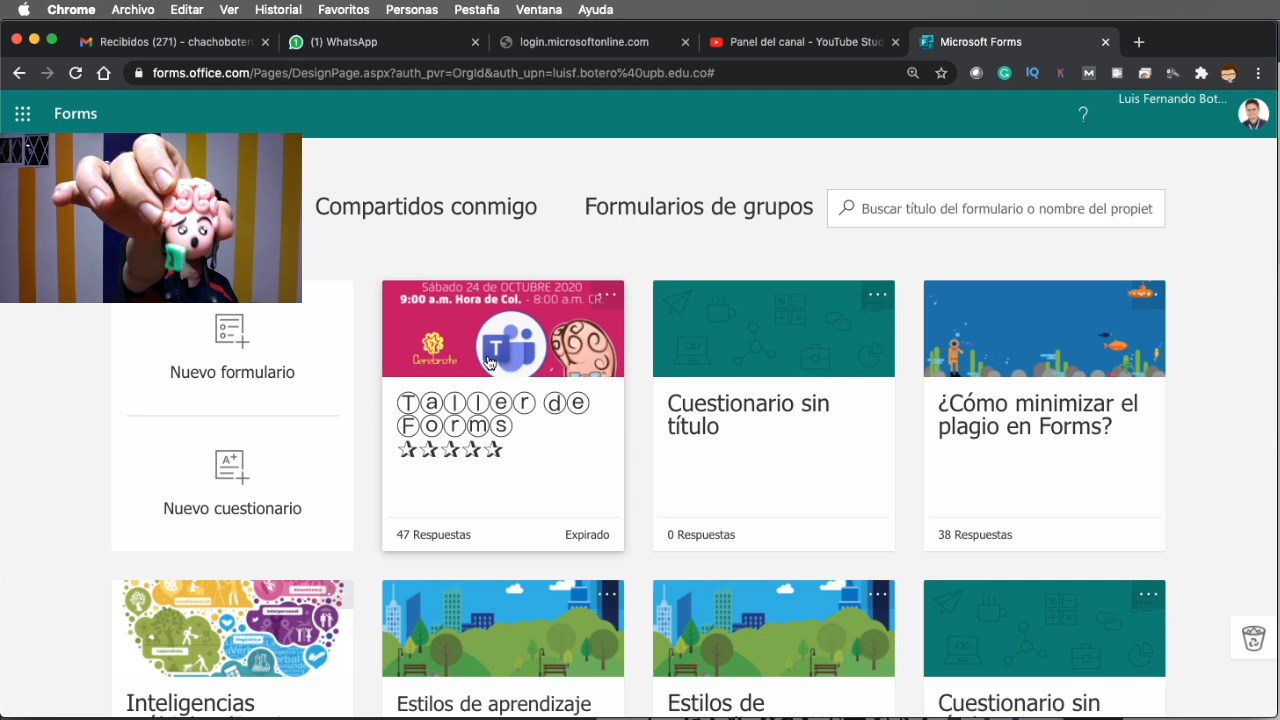 Chrome Archivo Editar Ver Historial Favoritos Personas Pestaña Ventana Ayuda
Recibidos (271) - chachoboter
(1) WhatsApp
login.microsoftonline.com
Panel del canal - YouTube Stud
Microsoft Forms
forms.office.com/Pages/DesignPage.aspx?auth_pvr=OrgId&auth_upn=luisf.botero%40upb.edu.co#
Forms
?
Luis Fernando Bot...
Compartidos conmigo
Formularios de grupos
Buscar título del formulario o nombre del propiet
Nuevo formulario
Nuevo cuestionario
Sábado 24 de OCTUBRE 2020
9:00 a.m. Hora de Col. - 8:00 a.m. CR.
Cerebrote
T
Ⓣⓐⓛⓛⓔⓡ ⓓⓔ
Ⓕⓞⓡⓜⓢ
✰✰✰✰✰
47 Respuestas
Expirado
Cuestionario sin
título
0 Respuestas
¿Cómo minimizar el
plagio en Forms?
38 Respuestas
Inteligencias
Estilos de aprendizaje
Estilos de
Cuestionario sin